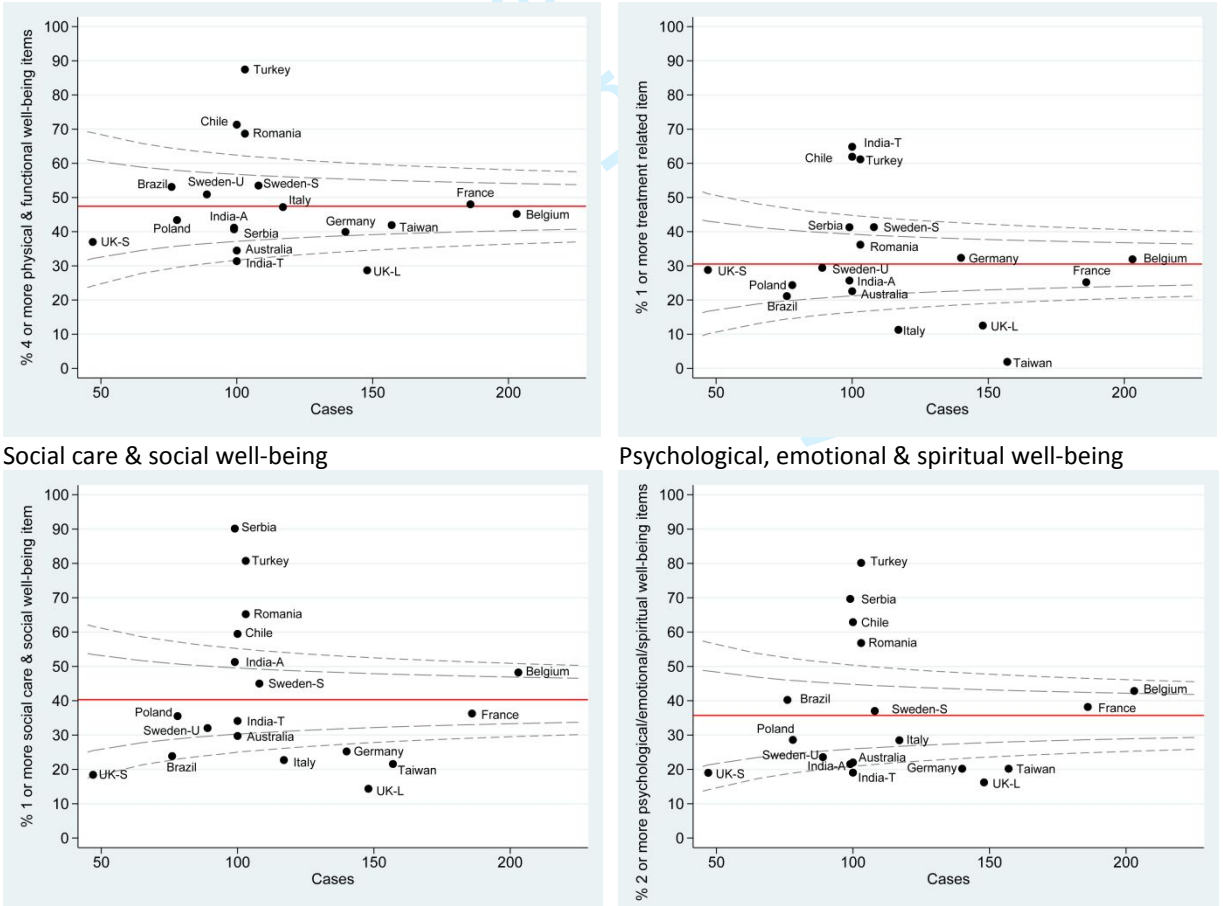 % 4 or more physical & functional well-being items
100
90
80
70
60
50
40
30
20
10
0
Turkey
Chile
Romania
Brazil
Sweden-U
Sweden-S
Italy
France
Belgium
Poland
India-A
Serbia
Germany
Taiwan
UK-S
Australia
India-T
UK-L
50 100 150 200
Cases
% 1 or more treatment related item
100
90
80
70
60
50
40
30
20
10
0
India-T
Chile
Turkey
Serbia
Sweden-S
Romania
Germany
Belgium
UK-S
Sweden-U
France
Poland
India-A
Brazil
Australia
Italy
UK-L
Taiwan
50 100 150 200
Cases
Social care & social well-being
% 1 or more social care & social well-being item
100
90
80
70
60
50
40
30
20
10
0
Serbia
Turkey
Romania
Chile
India-A
Belgium
Sweden-S
Poland
India-T
France
Sweden-U
Australia
Brazil
Italy
Germany
Taiwan
UK-S
UK-L
50 100 150 200
Cases
Psychological, emotional & spiritual well-being
% 2 or more psychological/emotional/spiritual well-being items
100
90
80
70
60
50
40
30
20
10
0
Turkey
Serbia
Chile
Romania
Belgium
Brazil
Sweden-S
France
Poland
Italy
Sweden-U
Australia
India-A
UK-S
India-T
Germany
Taiwan
UK-L
50 100 150 200
Cases